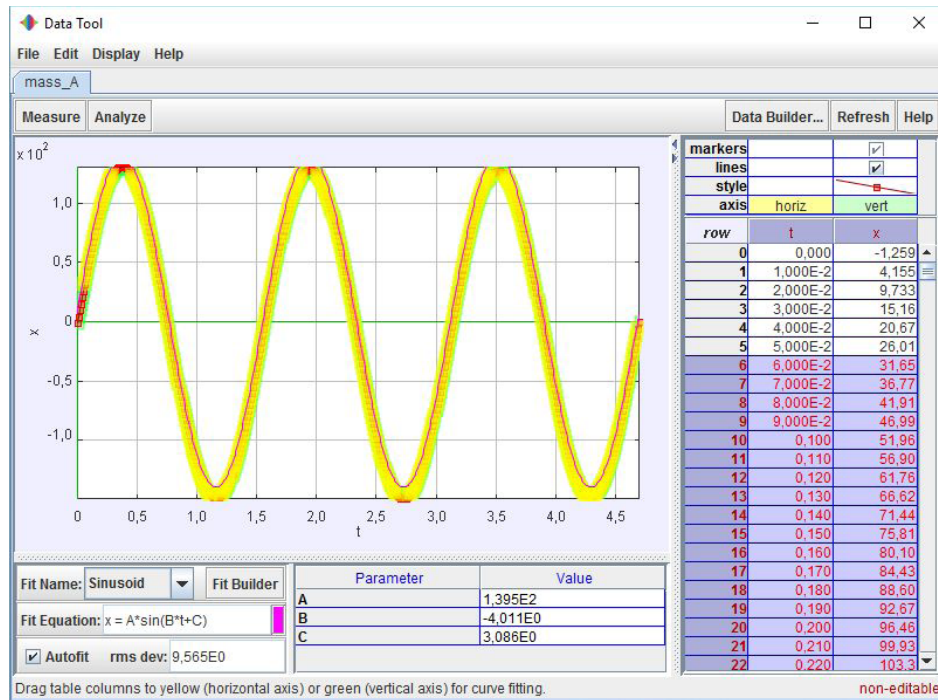 Data Tool
File Edit Display Help
mass_A
Measure Analyze Data Builder... Refresh Help
x 10²
1,0
0,5
0
-0,5
-1,0
x
0 0,5 1,0 1,5 2,0 2,5 3,0 3,5 4,0 4,5
t
markers
lines
style
axis horiz vert
row t x
0 0,000 -1,259
1 1,000E-2 4,155
2 2,000E-2 9,733
3 3,000E-2 15,16
4 4,000E-2 20,67
5 5,000E-2 26,01
6 6,000E-2 31,65
7 7,000E-2 36,77
8 8,000E-2 41,91
9 9,000E-2 46,99
10 0,100 51,96
11 0,110 56,90
12 0,120 61,76
13 0,130 66,62
14 0,140 71,44
15 0,150 75,81
16 0,160 80,10
17 0,170 84,43
18 0,180 88,60
19 0,190 92,67
20 0,200 96,46
21 0,210 99,93
22 0,220 103,3
Fit Name: Sinusoid Fit Builder
Fit Equation: x = A*sin(B*t+C)
Autofit rms dev: 9,565E0
Parameter Value
A 1,395E2
B -4,011E0
C 3,086E0
Drag table columns to yellow (horizontal axis) or green (vertical axis) for curve fitting. non-editable